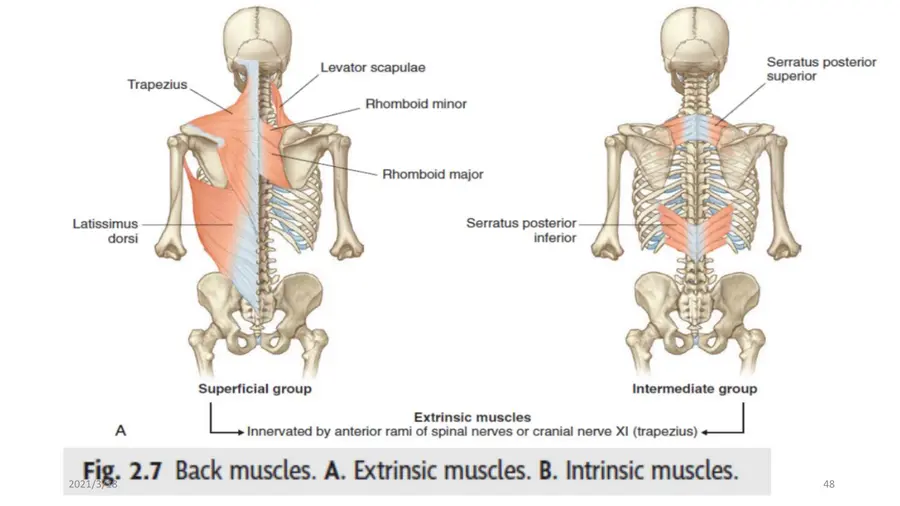 Trapezius
Levator scapulae
Rhomboid minor
Rhomboid major
Latissimus
dorsi
Superficial group
Serratus posterior
superior
Serratus posterior
inferior
Intermediate group
Extrinsic muscles
Innervated by anterior rami of spinal nerves or cranial nerve XI (trapezius)
A
Fig. 2.7 Back muscles. A. Extrinsic muscles. B. Intrinsic muscles.
48